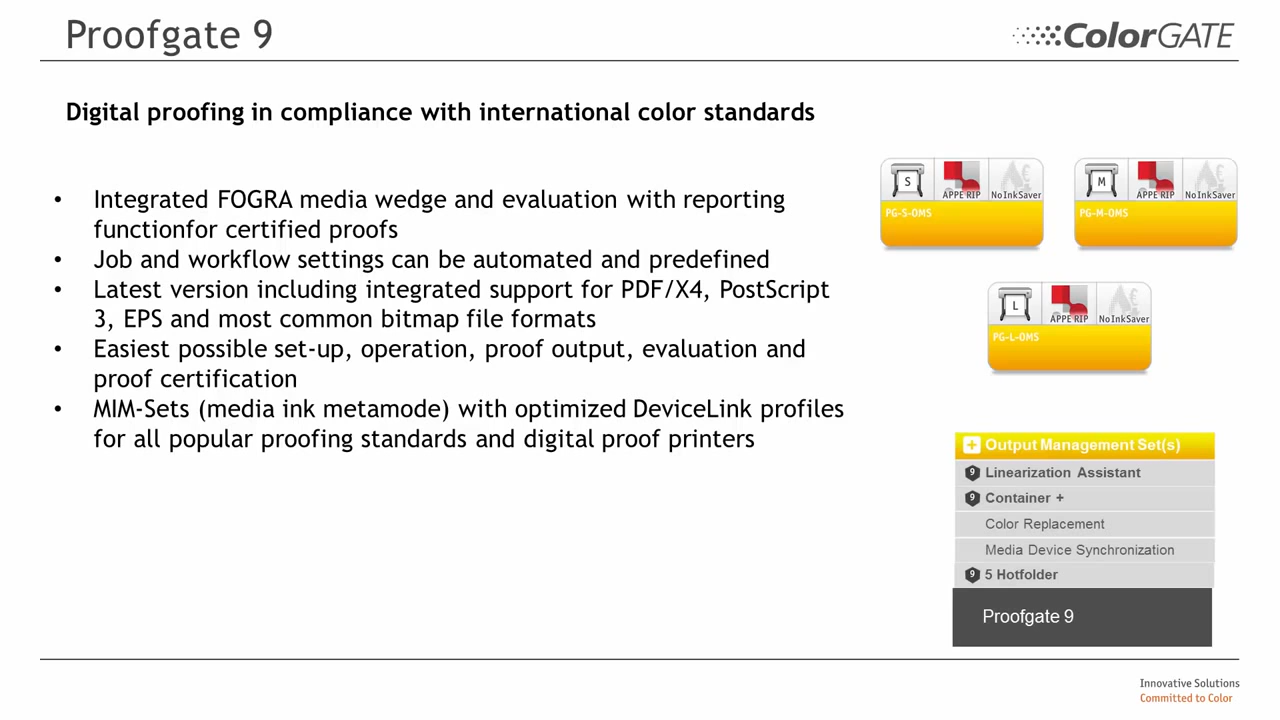 Proofgate 9
ColorGATE
Digital proofing in compliance with international color standards
• Integrated FOGRA media wedge and evaluation with reporting
functionfor certified proofs
• Job and workflow settings can be automated and predefined
• Latest version including integrated support for PDF/X4, PostScript
3, EPS and most common bitmap file formats
• Easiest possible set-up, operation, proof output, evaluation and
proof certification
• MIM-Sets (media ink metamode) with optimized DeviceLink profiles
for all popular proofing standards and digital proof printers
S APPE RIP No InkSaver
PG-S-OMS
M APPE RIP No InkSaver
PG-M-OMS
L APPE RIP No InkSaver
PG-L-OMS
+ Output Management Set(s)
9 Linearization Assistant
9 Container +
Color Replacement
Media Device Synchronization
9 5 Hotfolder
Proofgate 9
Innovative Solutions
Committed to Color